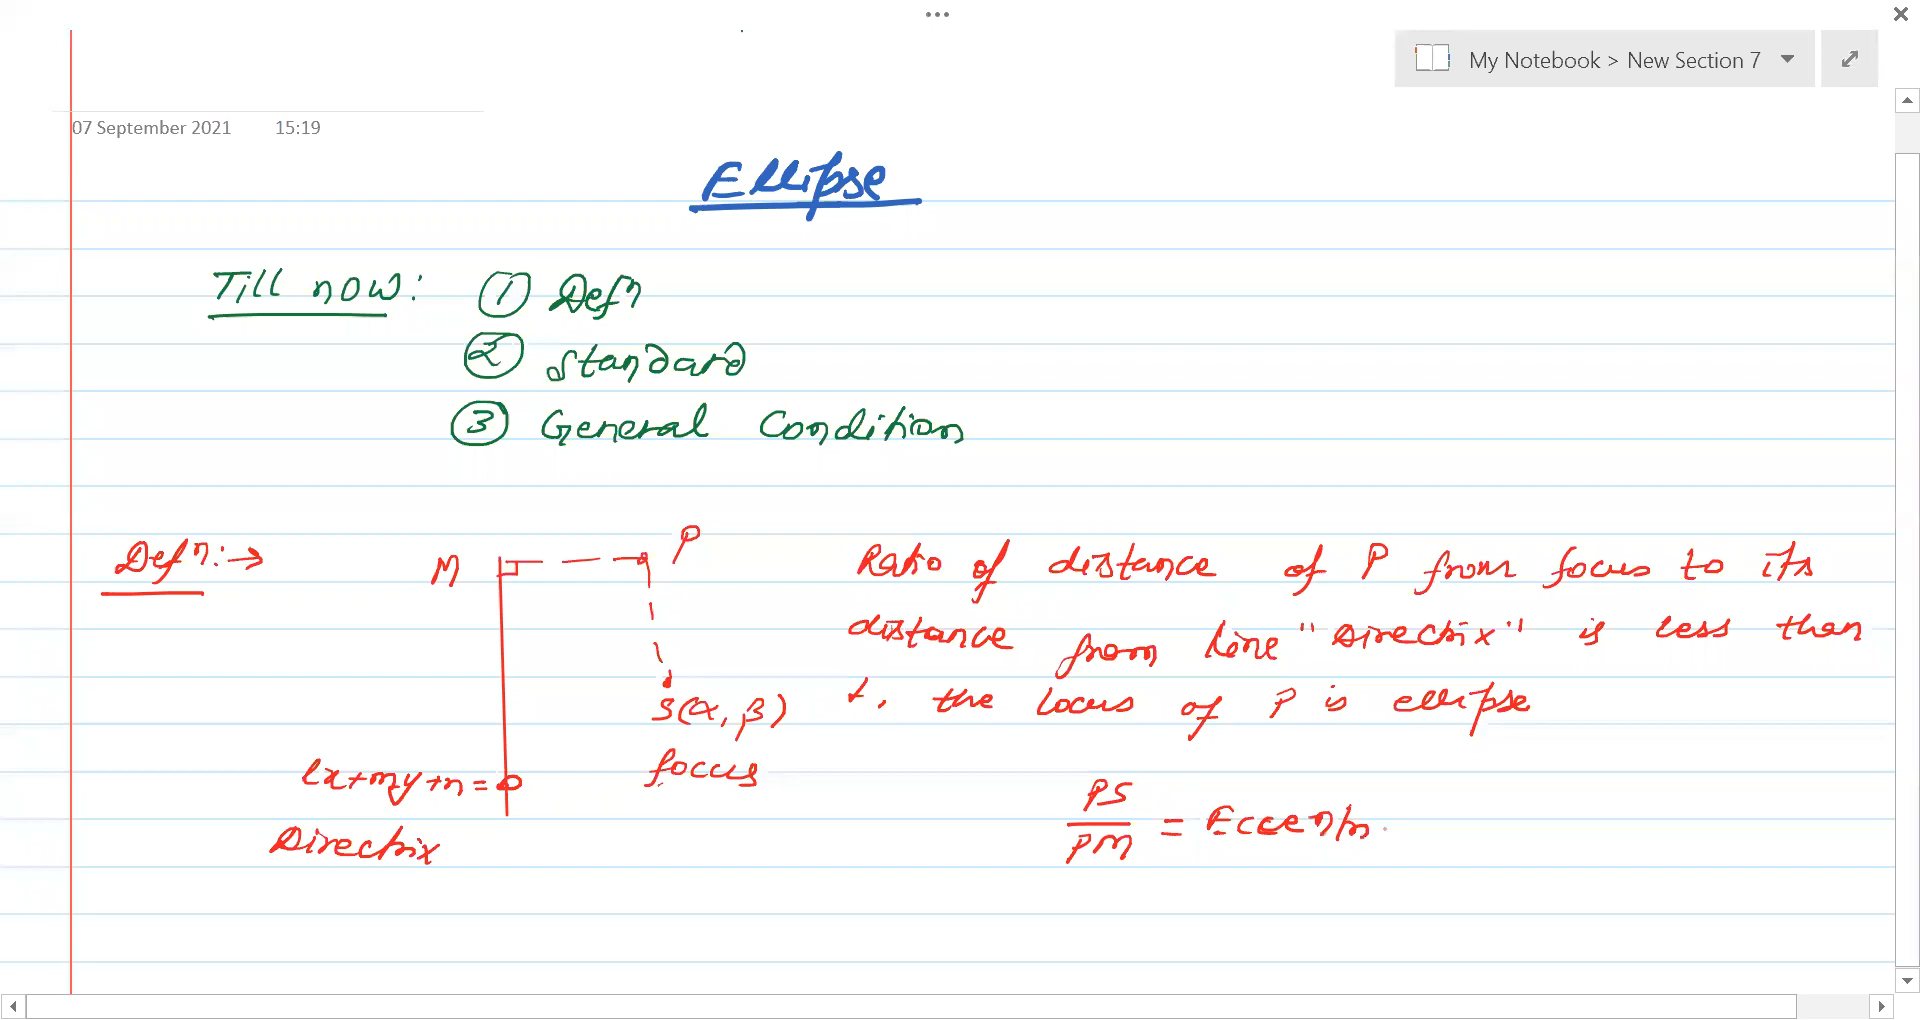 My Notebook > New Section 7
07 September 2021 15:19
Ellipse
Till now: ① Defn
② Standard
③ General Condition
Defn:→
M P
S(α, β)
focus
lx+my+n=0
Directrix
Ratio of distance of P from focus to its
distance from line "Directrix" is less than
1, the locus of P is ellipse
PS
PM = Eccentr